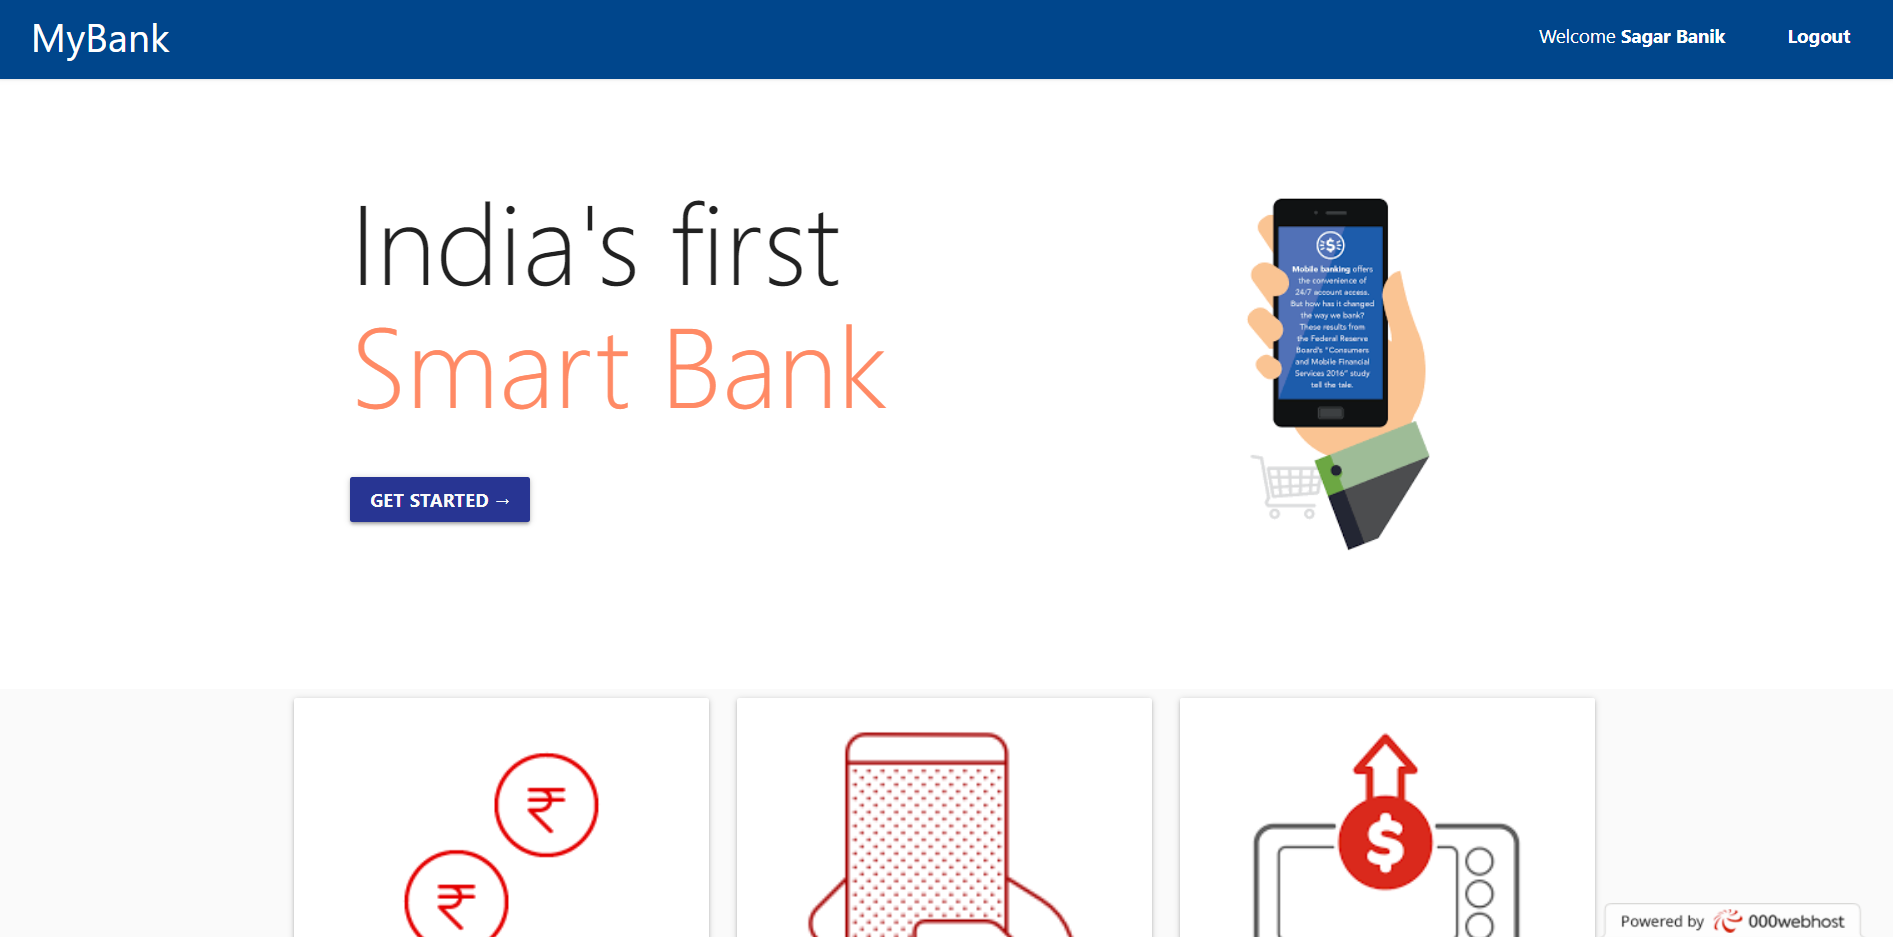 MyBank
Welcome Sagar Banik
Logout
India's first
Smart Bank
GET STARTED →
$
Mobile banking offers
the convenience of
24/7 account access.
But how has it changed
the way we bank?
These results from
the Federal Reserve
Board's "Consumers
and Mobile Financial
Services 2016" study
tell the tale.
₹
₹
$
Powered by 000webhost